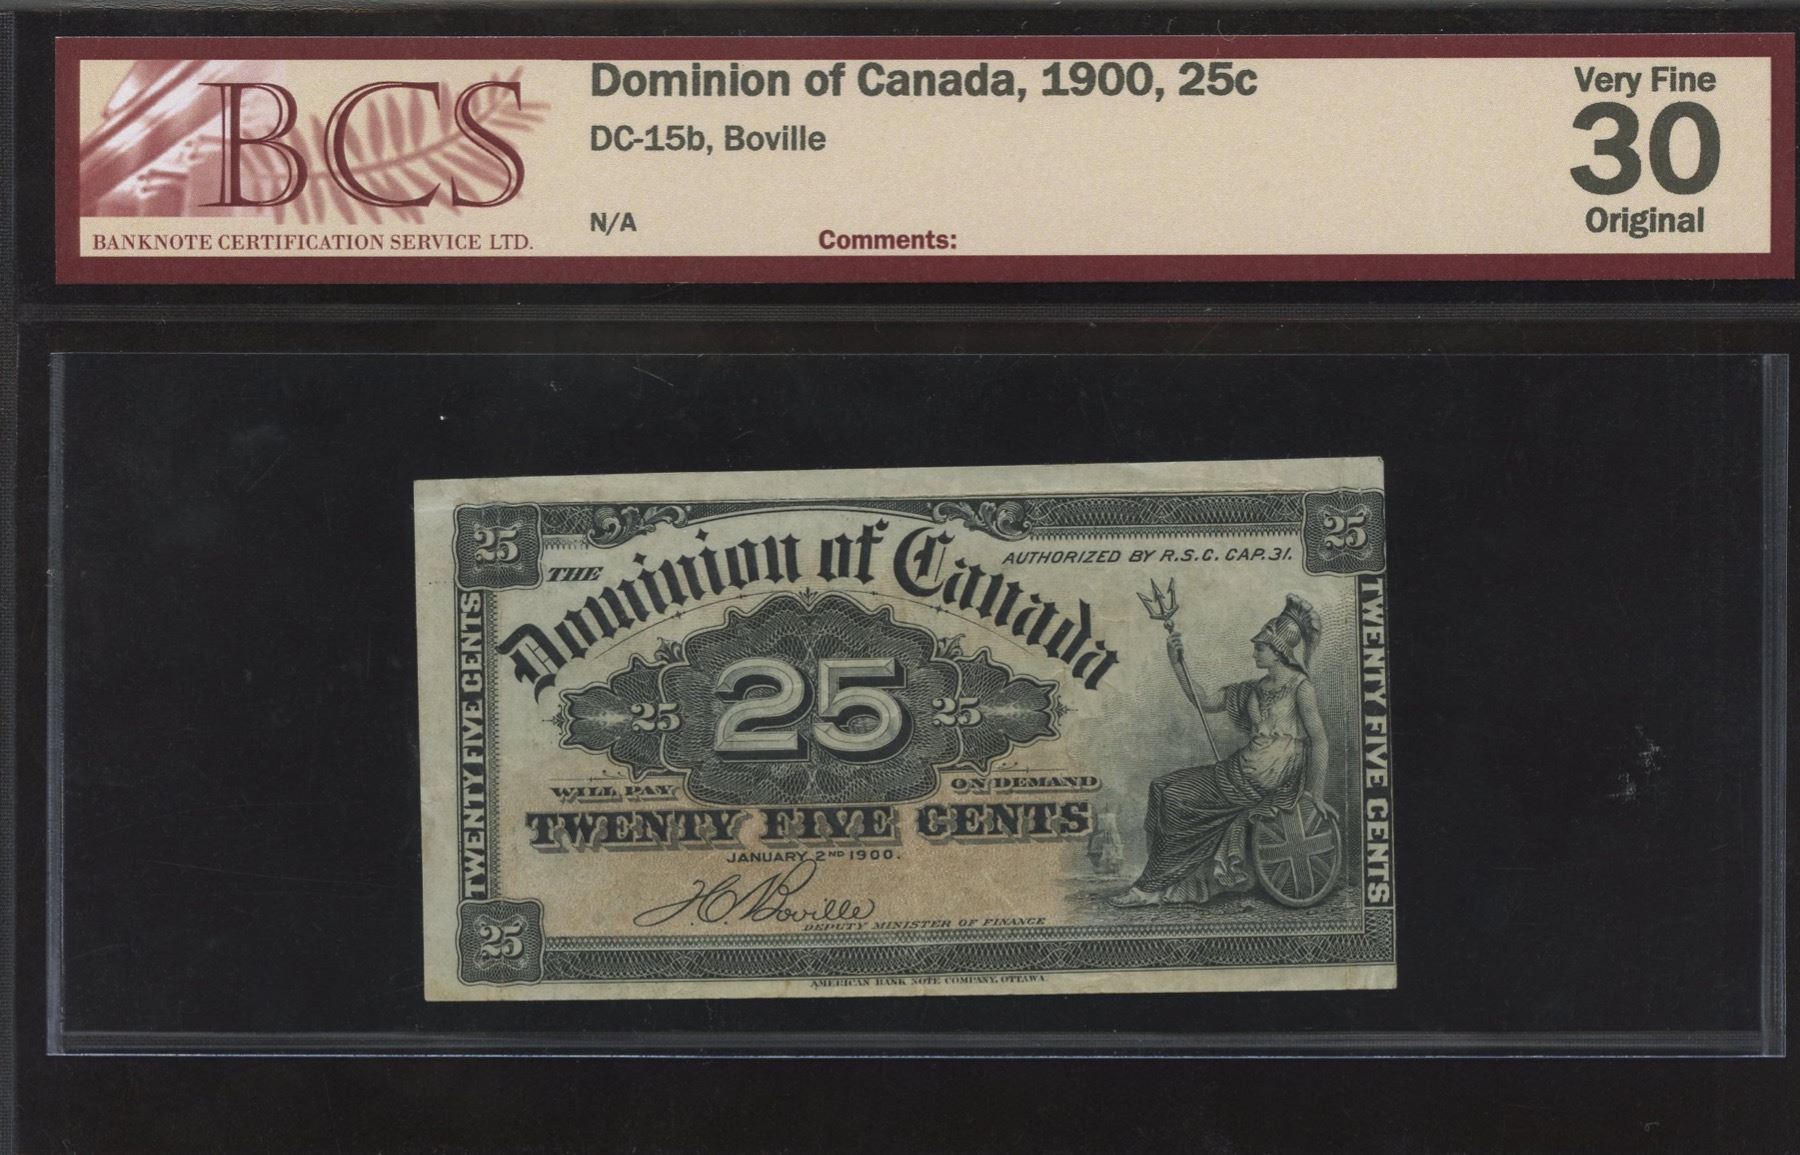 BCS
BANKNOTE CERTIFICATION SERVICE LTD.
Dominion of Canada, 1900, 25c
DC-15b, Boville
N/A
Comments:
Very Fine
30
Original
25
25
THE
Dominion of Canada
AUTHORIZED BY R.S.C. CAP. 31.
TWENTY FIVE CENTS
25
25
25
TWENTY FIVE CENTS
WILL PAY
ON DEMAND
TWENTY FIVE CENTS
JANUARY 2ND 1900.
H.C. Boville
DEPUTY MINISTER OF FINANCE
25
AMERICAN BANK NOTE COMPANY, OTTAWA.